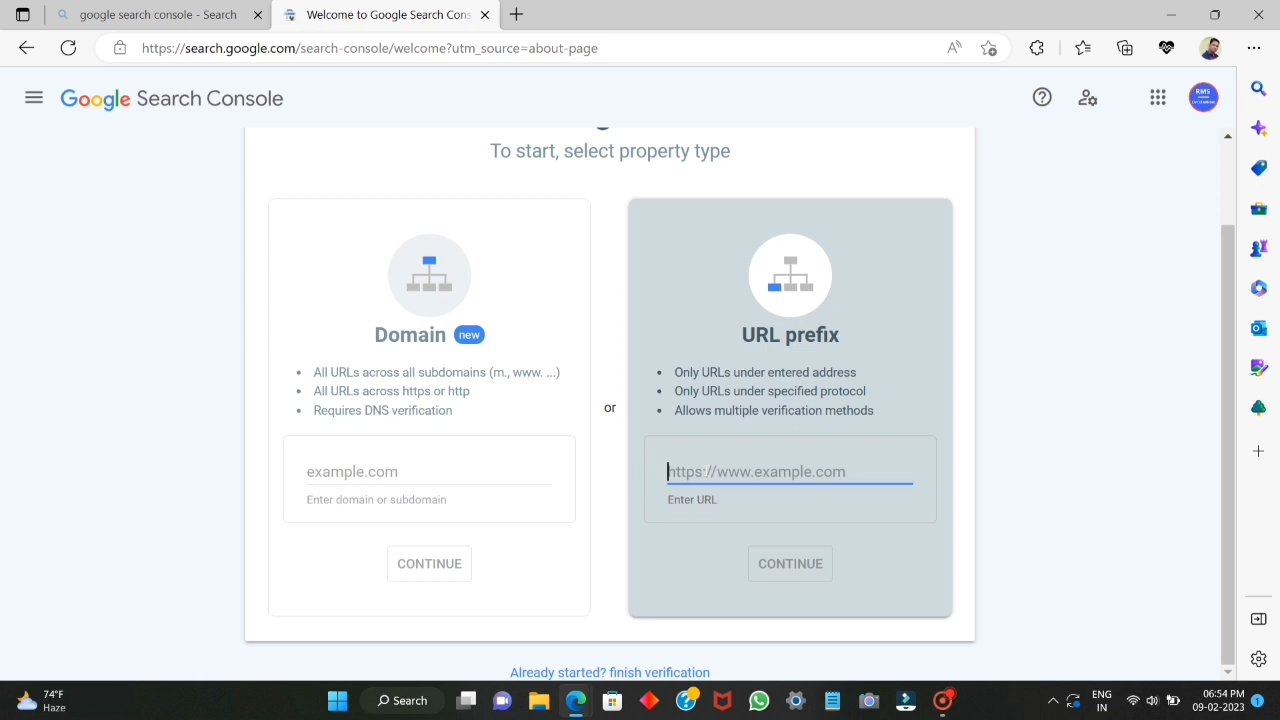 google search console - Search
Welcome to Google Search Cons
https://search.google.com/search-console/welcome?utm_source=about-page
Google Search Console
RMS
To start, select property type
Domain new
All URLs across all subdomains (m., www. ...)
All URLs across https or http
Requires DNS verification
example.com
Enter domain or subdomain
CONTINUE
or
URL prefix
Only URLs under entered address
Only URLs under specified protocol
Allows multiple verification methods
https://www.example.com
Enter URL
CONTINUE
Already started? finish verification
74°F
Haze
Search
ENG
IN
06:54 PM
09-02-2023
1